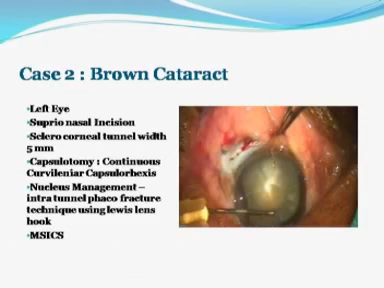 Case 2 : Brown Cataract
•Left Eye
•Suprio nasal Incision
•Sclero corneal tunnel width
5 mm
•Capsulotomy : Continuous
Curvileniar Capsulorhexis
•Nucleus Management –
intra tunnel phaco fracture
technique using lewis lens
hook
•MSICS